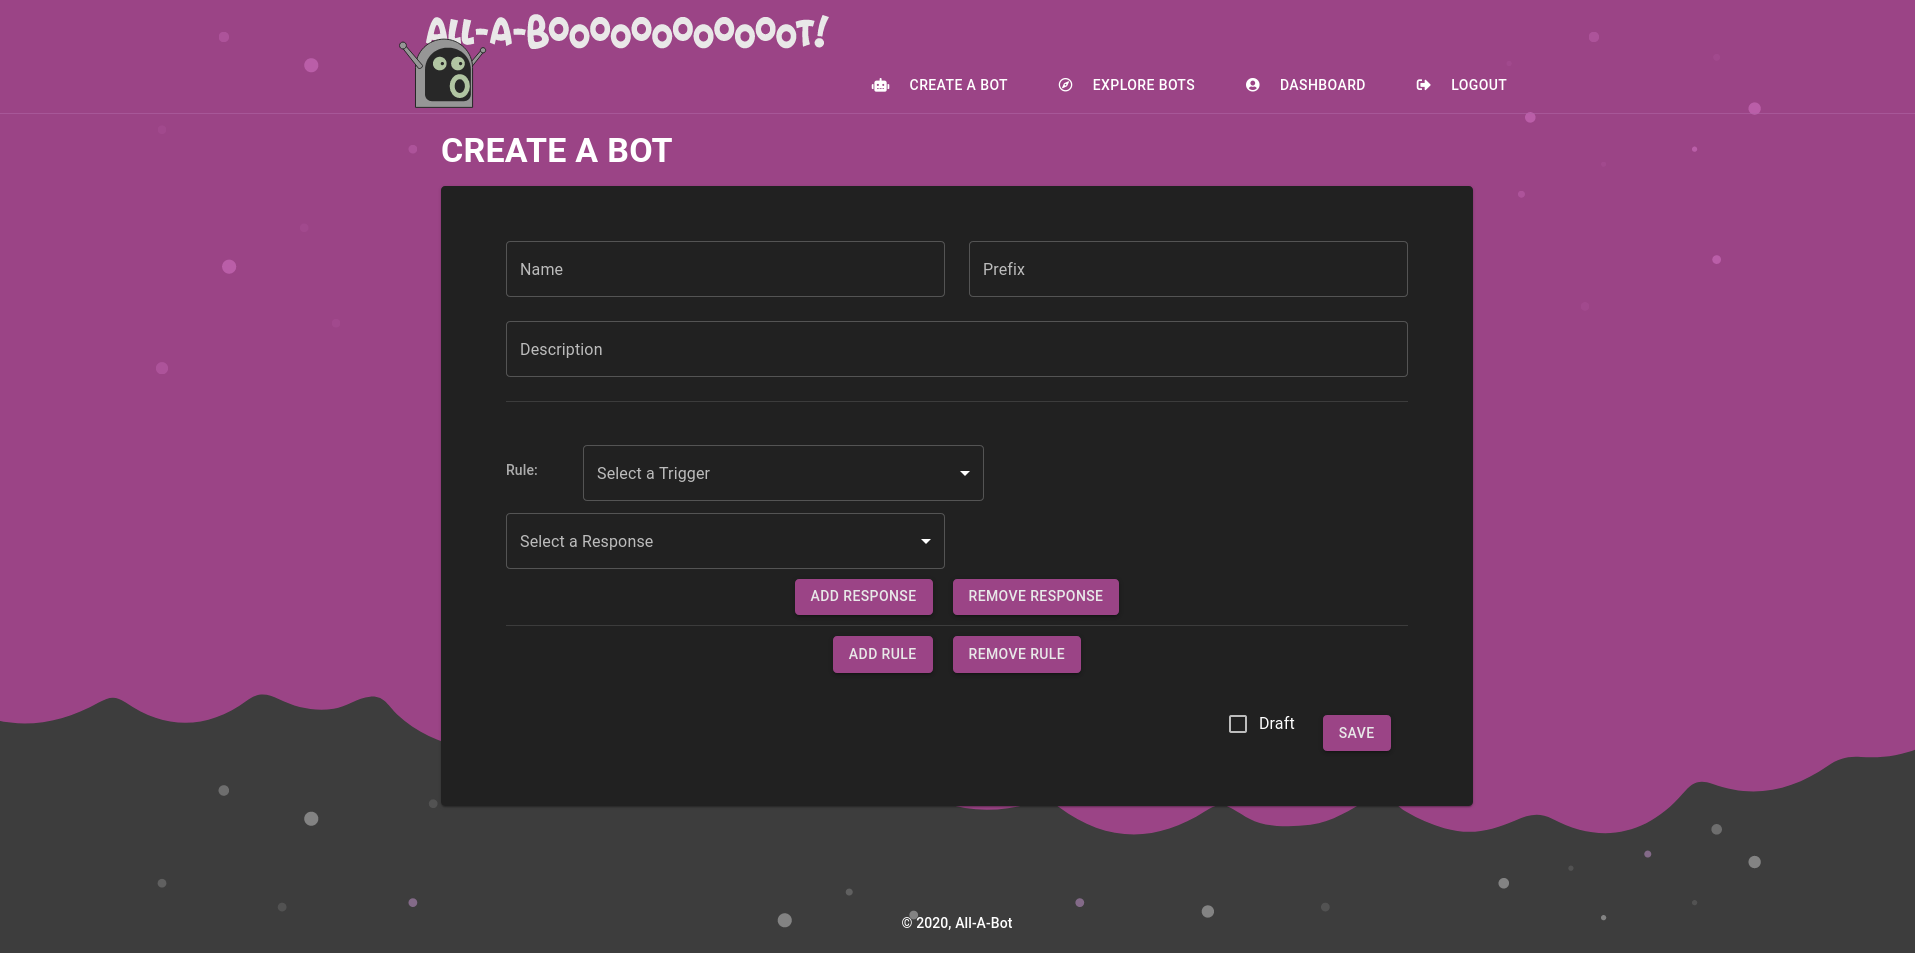 ALL-A-BOOOOOOOOOOOOT!
CREATE A BOT
EXPLORE BOTS
DASHBOARD
LOGOUT
CREATE A BOT
Name
Prefix
Description
Rule:
Select a Trigger
Select a Response
ADD RESPONSE
REMOVE RESPONSE
ADD RULE
REMOVE RULE
Draft
SAVE
© 2020, All-A-Bot